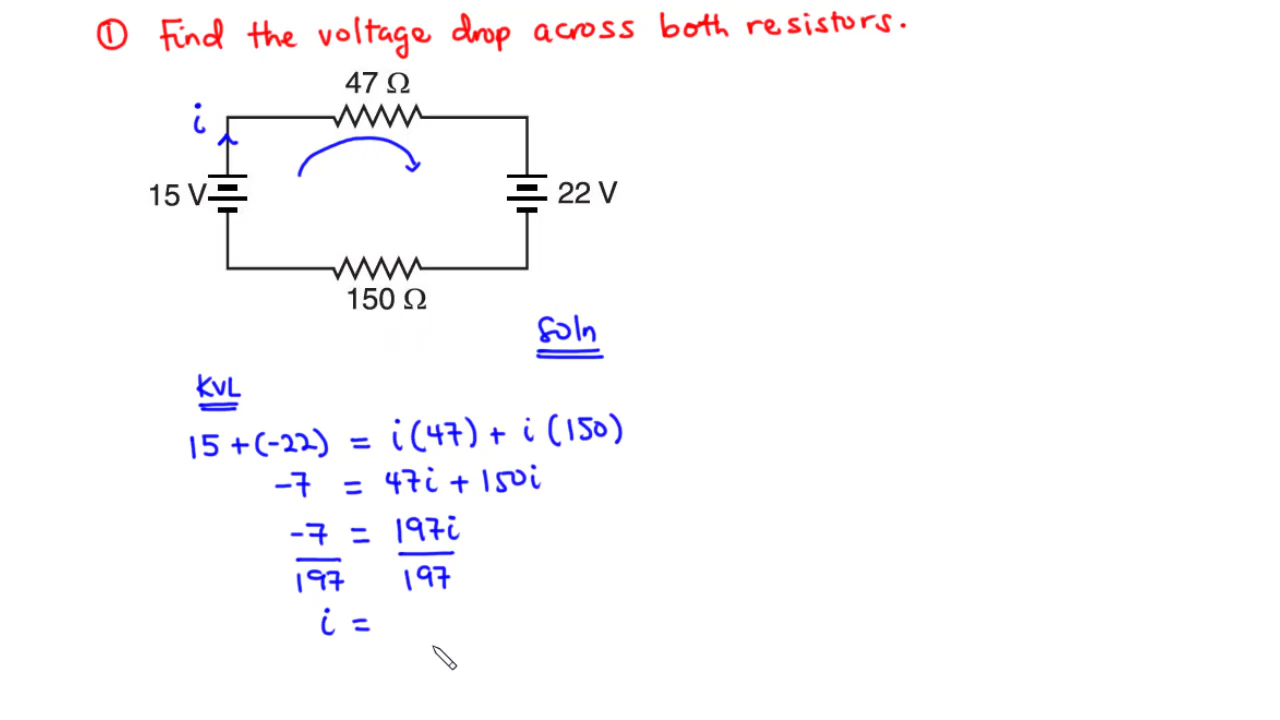 ① Find the voltage drop across both resistors.
47 Ω
i
15 V
22 V
150 Ω
Soln
KVL
15 + (-22) = i(47) + i(150)
-7 = 47i + 150i
-7 = 197i
197 197
i =